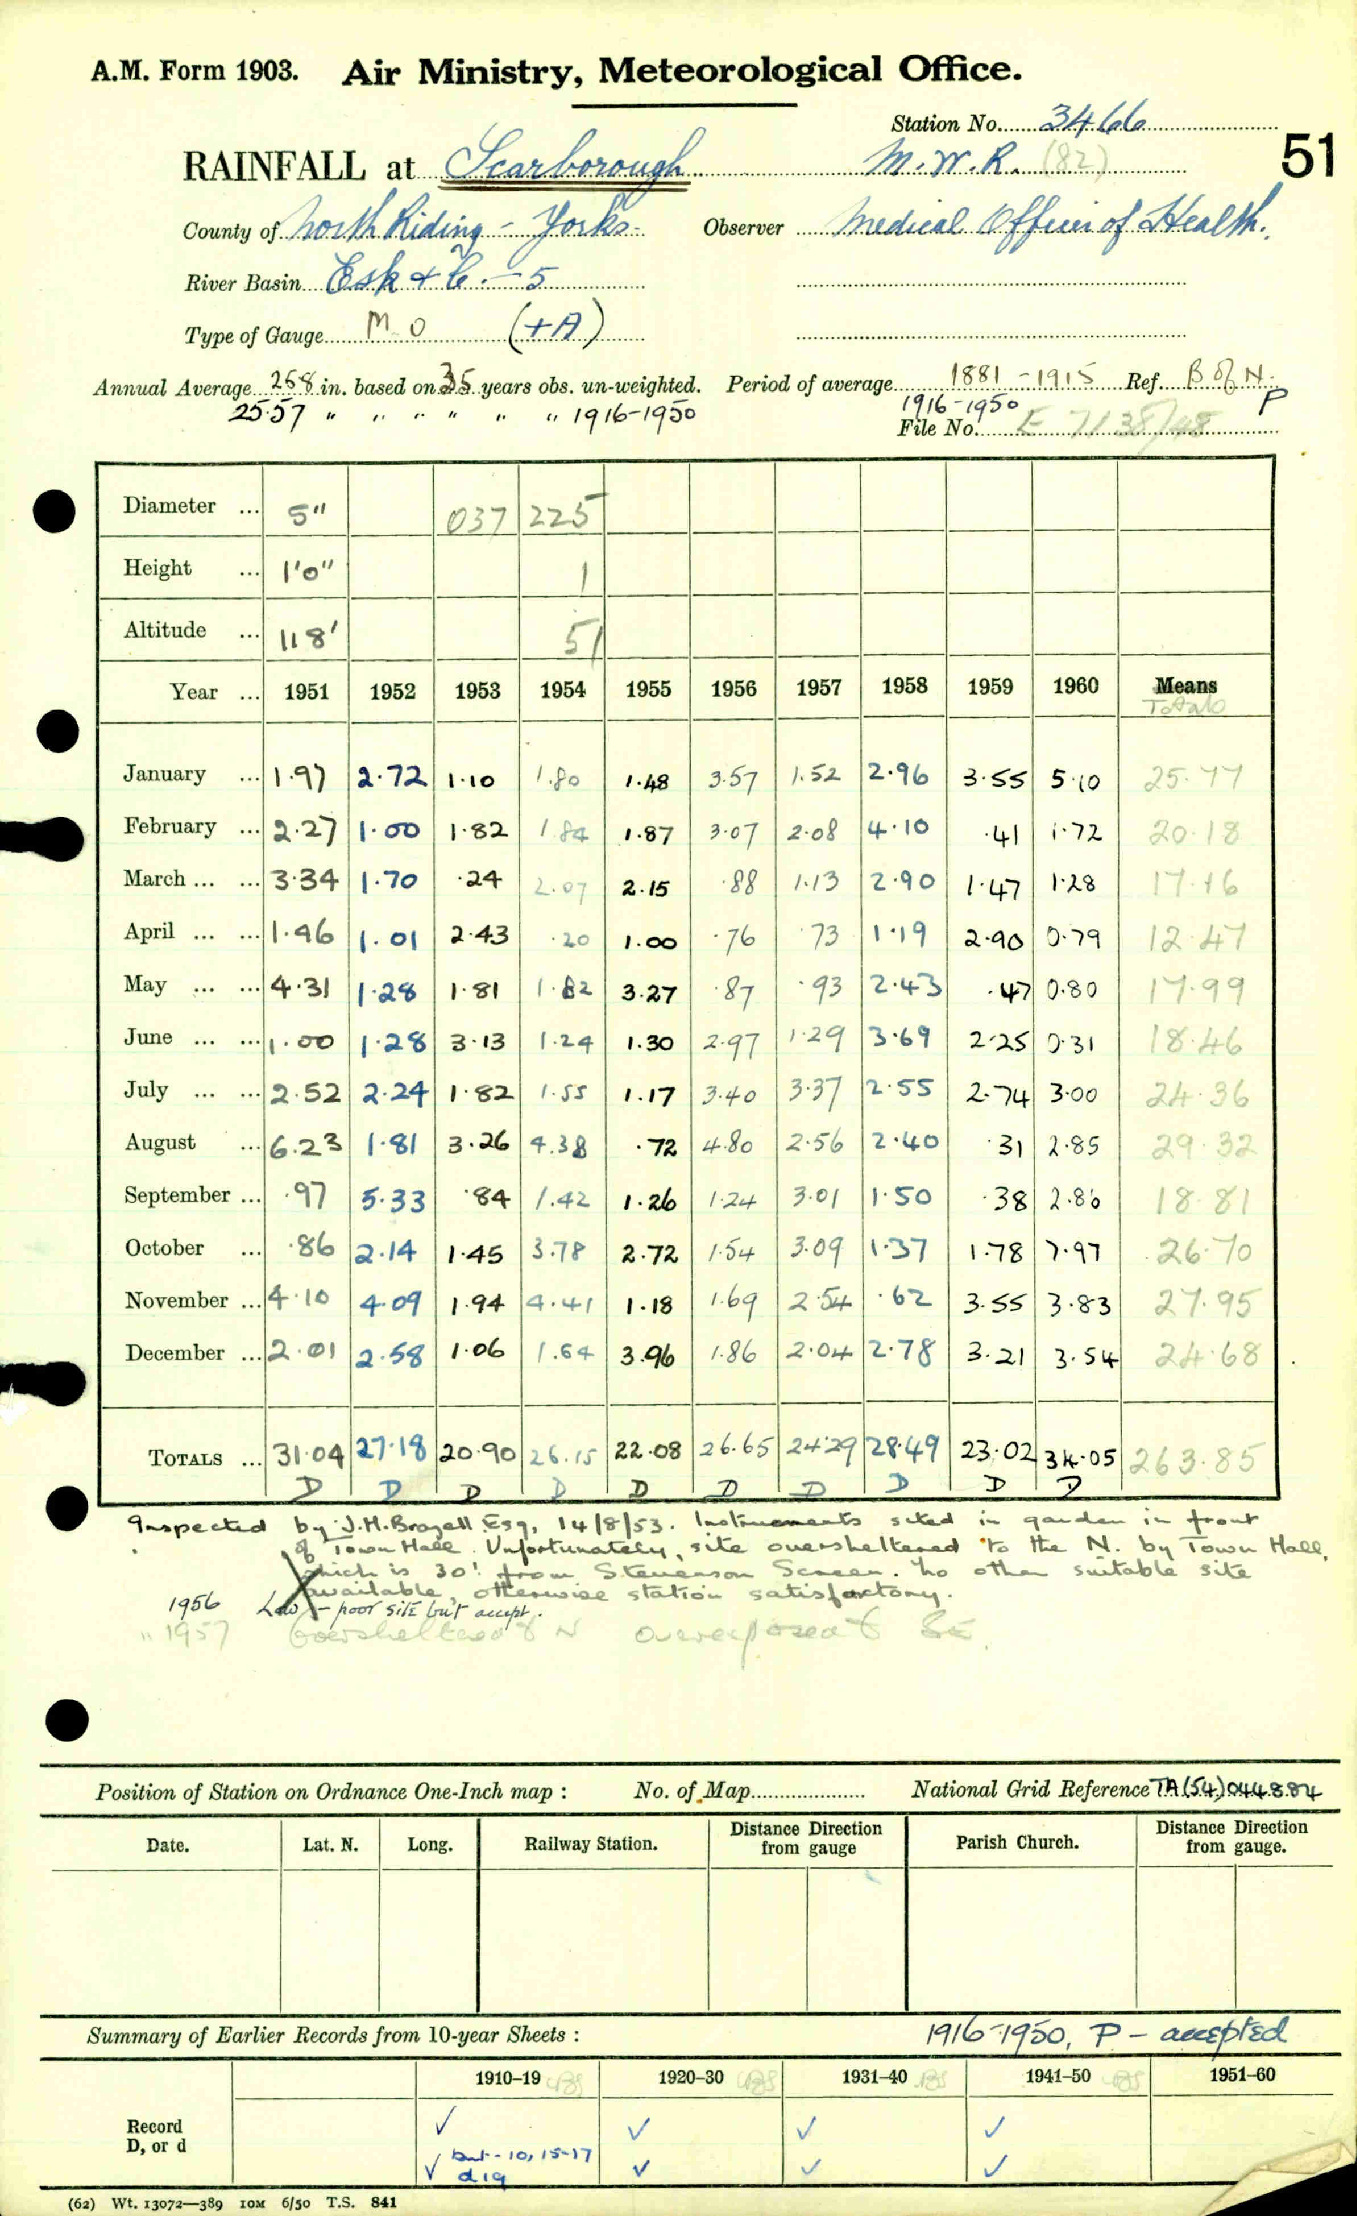 A.M. Form 1903. Air Ministry, Meteorological Office.
Station No. 3466
RAINFALL at Scarborough M.W.R. (82) 51
County of North Riding - Yorks. Observer Medical Officer of Health.
River Basin Esk & C. - 5
Type of Gauge M O (+A)
Annual Average 25.8 in. based on 35 years obs. un-weighted. Period of average 1881-1915 Ref. B of N.
25.57 " " " " " " 1916-1950 1916-1950 P
File No. E 7138/48
Diameter ... 5" 037 225
Height ... 1'0" 1
Altitude ... 118' 51
Year ... 1951 1952 1953 1954 1955 1956 1957 1958 1959 1960 Means
Totals
January ... 1.97 2.72 1.10 1.80 1.48 3.57 1.52 2.96 3.55 5.10 25.77
February ... 2.27 1.00 1.82 1.84 1.87 3.07 2.08 4.10 .41 1.72 20.18
March ... ... 3.34 1.70 .24 2.07 2.15 .88 1.13 2.90 1.47 1.28 17.16
April ... ... 1.46 1.01 2.43 .20 1.00 .76 .73 1.19 2.90 0.79 12.47
May ... ... 4.31 1.28 1.81 1.82 3.27 .87 .93 2.43 .47 0.80 17.99
June ... ... 1.00 1.28 3.13 1.24 1.30 2.97 1.29 3.69 2.25 0.31 18.46
July ... ... 2.52 2.24 1.82 1.55 1.17 3.40 3.37 2.55 2.74 3.00 24.36
August ... 6.23 1.81 3.26 4.38 .72 4.80 2.56 2.40 .31 2.85 29.32
September ... .97 5.33 .84 1.42 1.26 1.24 3.01 1.50 .38 2.86 18.81
October ... .86 2.14 1.45 3.78 2.72 1.54 3.09 1.37 1.78 7.97 26.70
November ... 4.10 4.09 1.94 4.41 1.18 1.69 2.54 .62 3.55 3.83 27.95
December ... 2.01 2.58 1.06 1.64 3.96 1.86 2.04 2.78 3.21 3.54 24.68
TOTALS ... 31.04 27.18 20.90 26.15 22.08 26.65 24.29 28.49 23.02 34.05 263.85
D D D D D D D D D D
Inspected by J.H. Brazell Esq, 14/8/53. Instruments sited in garden in front
of Town Hall. Unfortunately, site oversheltered to the N. by Town Hall,
which is 30' from Stevenson Screen. No other suitable site
available, otherwise station satisfactory.
1956 - poor site but accept.
" 1957 Oversheltered to N overexposed to SE.
Position of Station on Ordnance One-Inch map : No. of Map National Grid Reference TA(54)044884
Date. Lat. N. Long. Railway Station. Distance Direction from gauge Parish Church. Distance Direction from gauge.
Summary of Earlier Records from 10-year Sheets : 1916-1950, P - accepted
1910-19 1920-30 1931-40 1941-50 1951-60
Record ✓ ✓ ✓ ✓
D, or d ✓ but -10, 15-17 ✓ ✓ ✓
d 19
(62) Wt. 13072—389 10M 6/50 T.S. 841